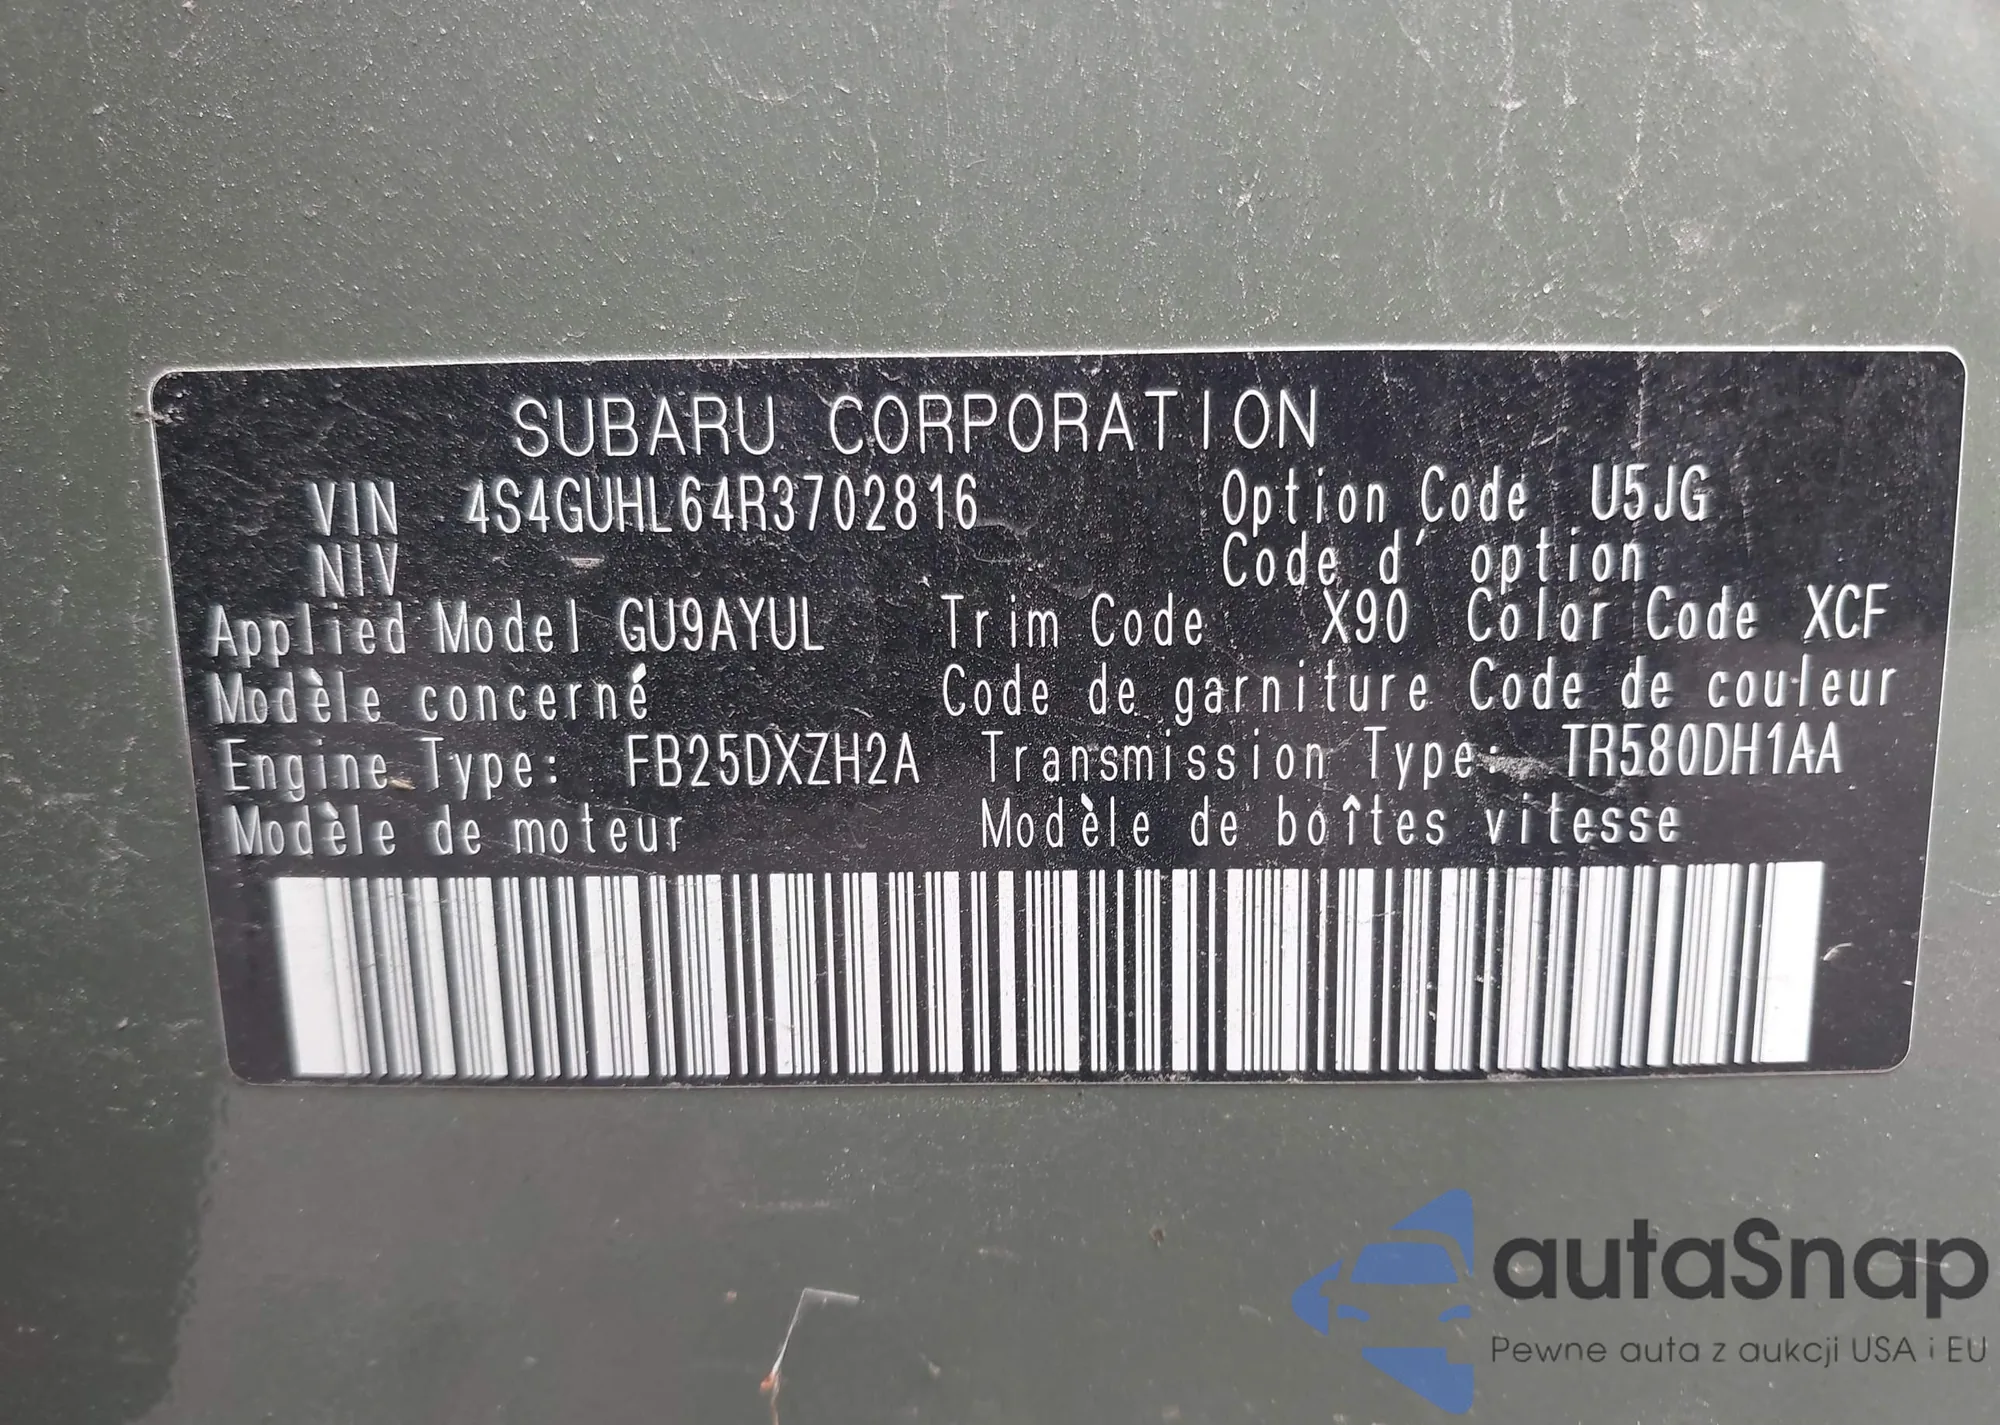 SUBARU CORPORATION
VIN 4S4GUHL64R3702816 Option Code U5JG
NIV Code d' option
Applied Model GU9AYUL Trim Code X90 Color Code XCF
Modèle concerné Code de garniture Code de couleur
Engine Type: FB25DXZH2A Transmission Type: TR580DH1AA
Modèle de moteur Modèle de boîtes vitesse
autaSnap
Pewne auta z aukcji USA i EU